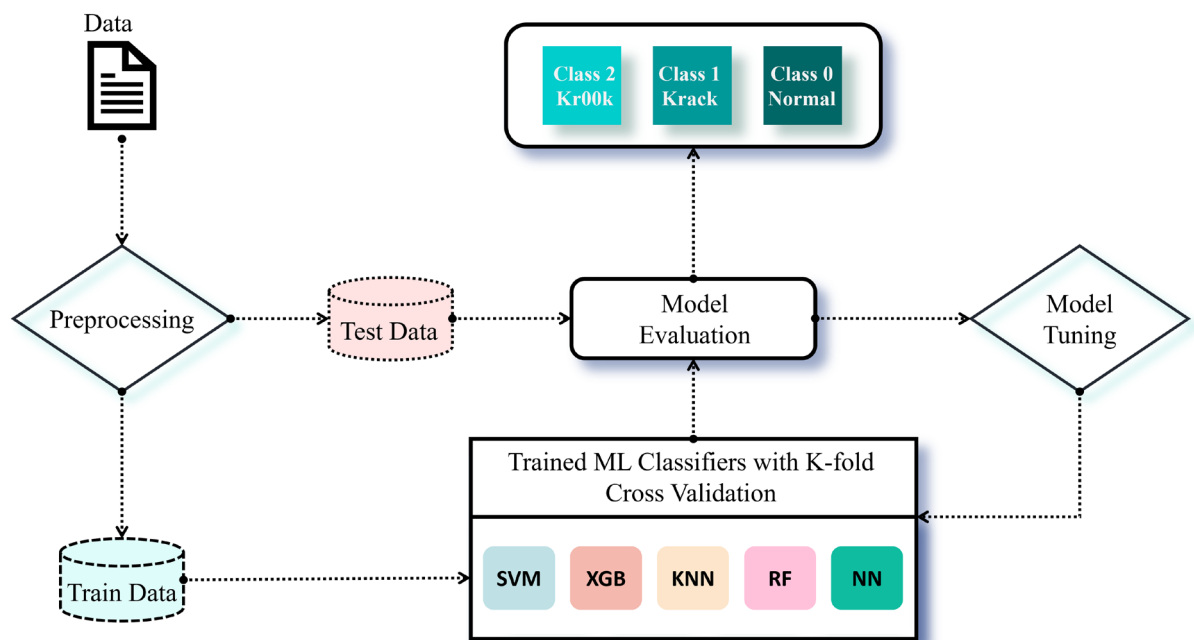 Data
Class 2
Kr00k
Class 1
Krack
Class 0
Normal
Preprocessing
Test Data
Model
Evaluation
Model
Tuning
Trained ML Classifiers with K-fold
Cross Validation
Train Data
SVM
XGB
KNN
RF
NN